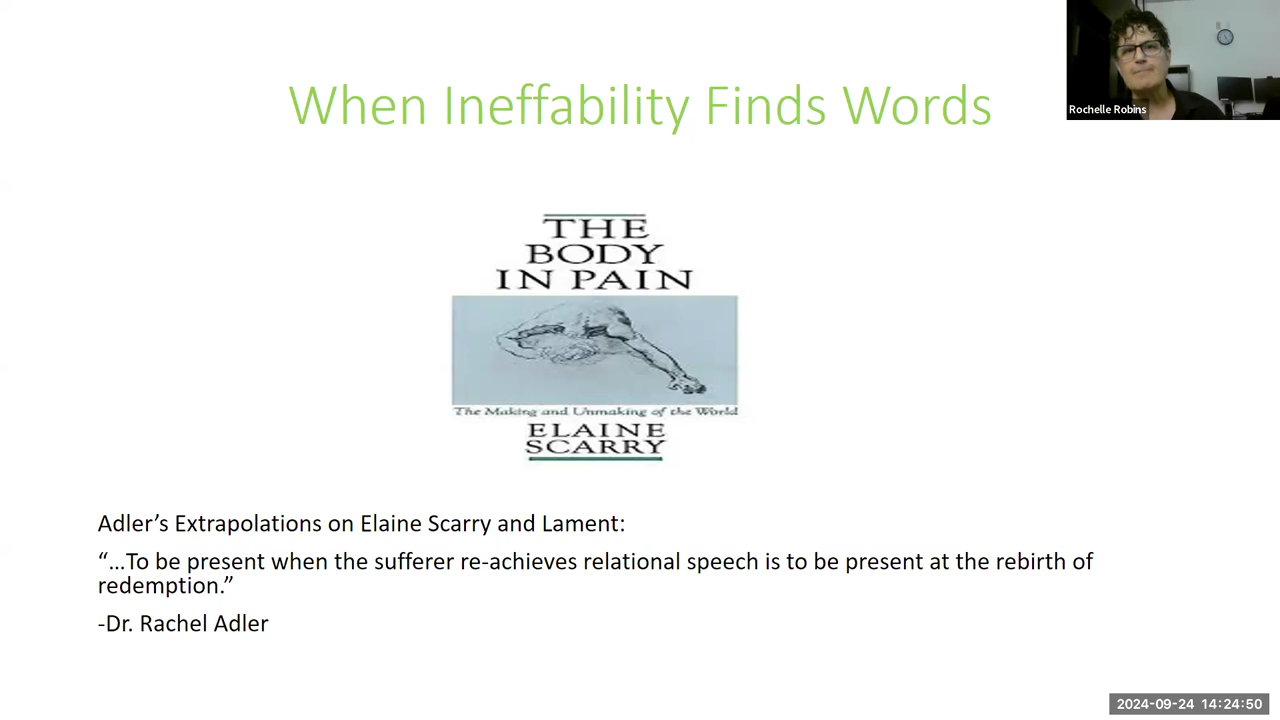 When Ineffability Finds Words
Rochelle Robins
THE
BODY
IN PAIN
The Making and Unmaking of the World
ELAINE
SCARRY
Adler’s Extrapolations on Elaine Scarry and Lament:
“…To be present when the sufferer re-achieves relational speech is to be present at the rebirth of
redemption.”
-Dr. Rachel Adler
2024-09-24 14:24:50